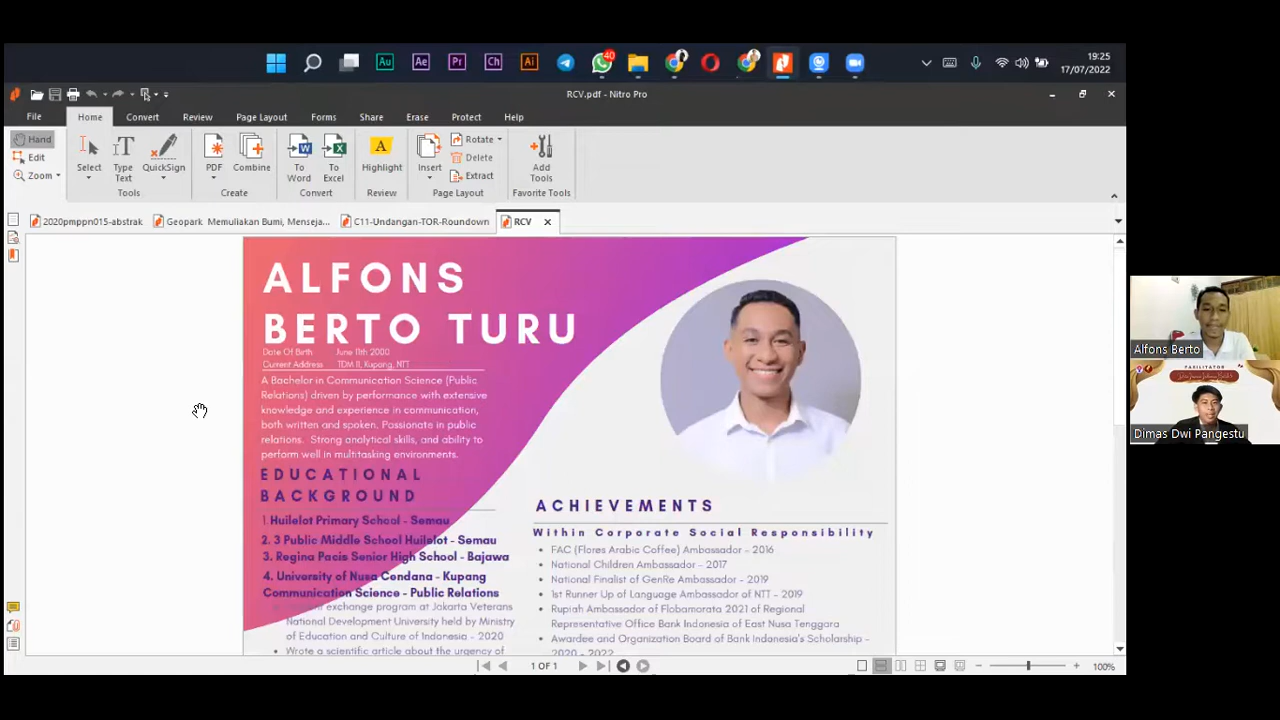 Au
Ae
Pr
Ch
Ai
40
19:25
17/07/2022
RCV.pdf - Nitro Pro
File Home Convert Review Page Layout Forms Share Erase Protect Help
Hand
Edit
Zoom
Select
Type Text
QuickSign
PDF
Combine
To Word
To Excel
Highlight
Insert
Rotate
Delete
Extract
Add Tools
Tools Create Convert Review Page Layout Favorite Tools
2020pmppn015-abstrak Geopark Memuliakan Bumi, Menseja... C11-Undangan-TOR-Roundown RCV
ALFONS
BERTO TURU
Date Of Birth June 11th 2000
Current Address TDM II, Kupang, NTT
A Bachelor in Communication Science (Public
Relations) driven by performance with extensive
knowledge and experience in communication,
both written and spoken. Passionate in public
relations. Strong analytical skills, and ability to
perform well in multitasking environments.
EDUCATIONAL
BACKGROUND
1. Huilelot Primary School - Semau
2. 3 Public Middle School Huilelot - Semau
3. Regina Pacis Senior High School - Bajawa
4. University of Nusa Cendana - Kupang
Communication Science - Public Relations
exchange program at Jakarta Veterans
National Development University held by Ministry
of Education and Culture of Indonesia - 2020
Wrote a scientific article about the urgency of
ACHIEVEMENTS
Within Corporate Social Responsibility
FAC (Flores Arabic Coffee) Ambassador - 2016
National Children Ambassador - 2017
National Finalist of GenRe Ambassador - 2019
1st Runner Up of Language Ambassador of NTT - 2019
Rupiah Ambassador of Flobamorata 2021 of Regional
Representative Office Bank Indonesia of East Nusa Tenggara
Awardee and Organization Board of Bank Indonesia's Scholarship -
2020 - 2022
1 OF 1
100%
Alfons Berto
FASILITATOR
Dimas Dwi Pangestu